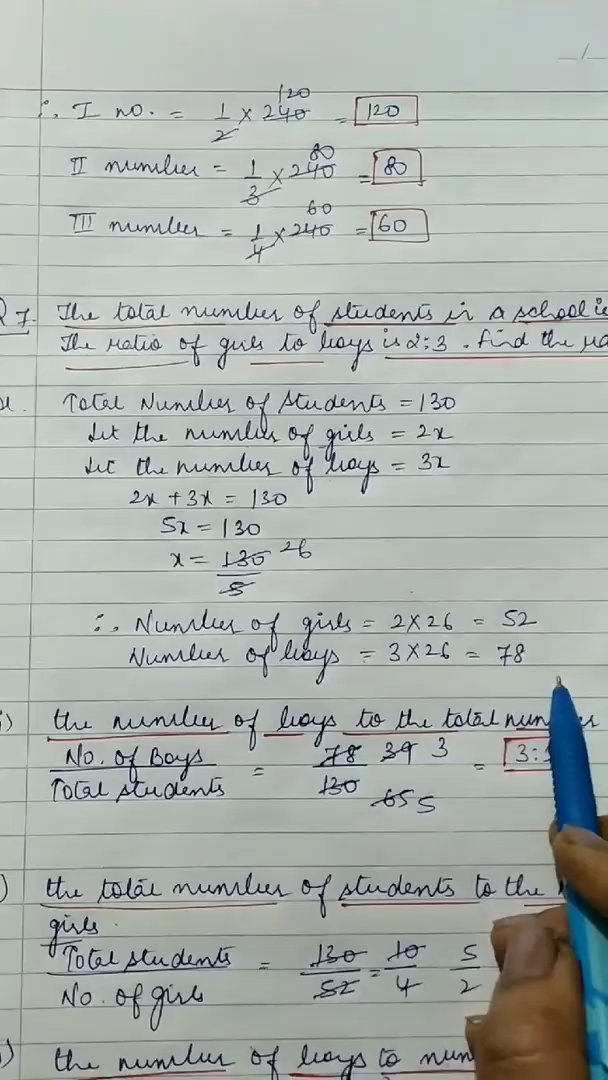 ∴ I no. = 1/2 × 240 120 = 120
II number = 1/3 × 240 80 = 80
III number = 1/4 × 240 60 = 60
Q7. The total number of students in a school is
The ratio of girls to boys is 2:3. Find the ra
Total Number of students = 130
Let the number of girls = 2x
Let the number of boys = 3x
2x + 3x = 130
5x = 130
x = 130/5 26
∴ Number of girls = 2×26 = 52
Number of boys = 3×26 = 78
i) the number of boys to the total number
No. of Boys / Total students = 78/130 39/65 3/5 = 3:
) the total number of students to the
girls.
Total students / No. of girls = 130/52 = 10/4 5/2
) the number of boys to num